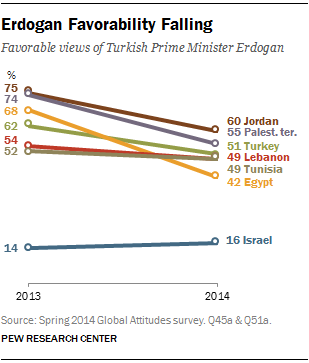 Erdogan Favorability Falling
Favorable views of Turkish Prime Minister Erdogan
%
75
74
68
62
54
52
14
60 Jordan
55 Palest. ter.
51 Turkey
49 Lebanon
49 Tunisia
42 Egypt
16 Israel
2013 2014
Source: Spring 2014 Global Attitudes survey. Q45a & Q51a.
PEW RESEARCH CENTER